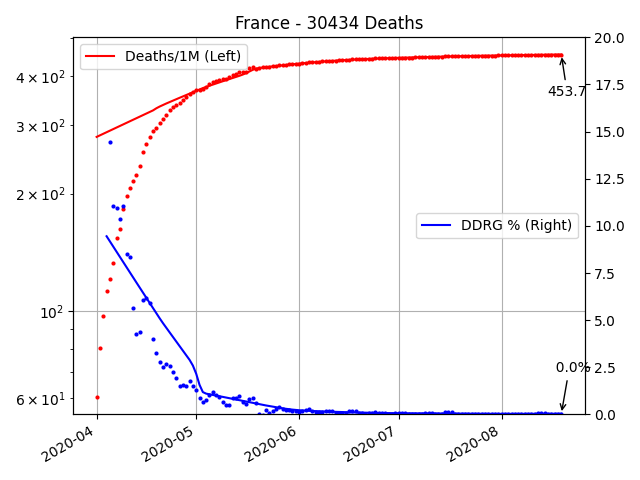 France - 30434 Deaths
Deaths/1M (Left)
DDRG % (Right)
453.7
0.0%
4 × 10²
3 × 10²
2 × 10²
10²
6 × 10¹
20.0
17.5
15.0
12.5
10.0
7.5
5.0
2.5
0.0
2020-04
2020-05
2020-06
2020-07
2020-08